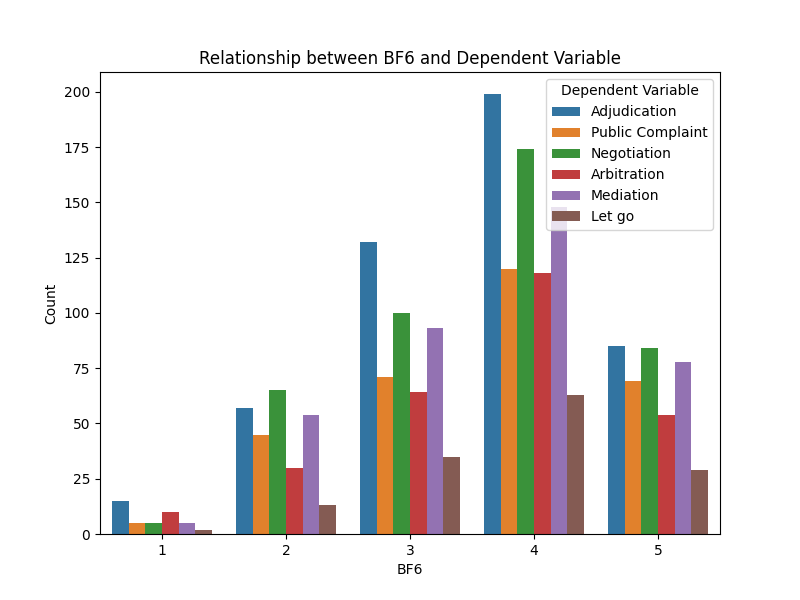 Relationship between BF6 and Dependent Variable
Count
200
175
150
125
100
75
50
25
0
Dependent Variable
Adjudication
Public Complaint
Negotiation
Arbitration
Mediation
Let go
1 2 3 4 5
BF6